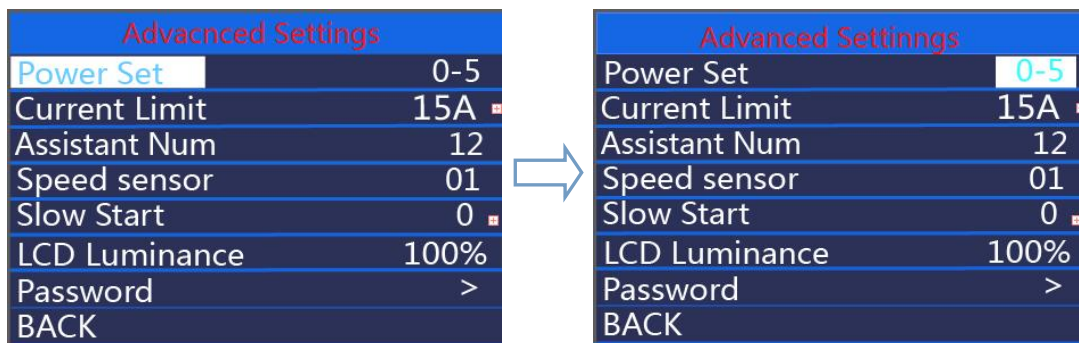 Advacnced Settings
Power Set 0-5
Current Limit 15A
Assistant Num 12
Speed sensor 01
Slow Start 0
LCD Luminance 100%
Password >
BACK
Advanced Settinngs
Power Set 0-5
Current Limit 15A
Assistant Num 12
Speed sensor 01
Slow Start 0
LCD Luminance 100%
Password >
BACK